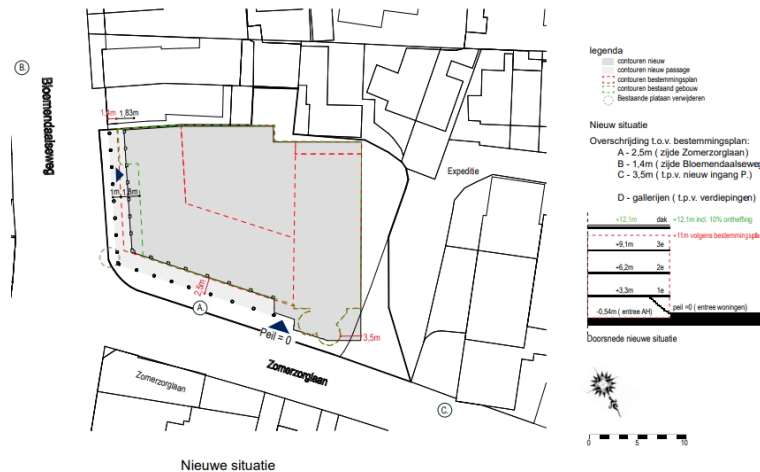 B.
Bloemendaalseweg
1,4m 1,83m
1m 1,8m
Expeditie
2,5m
A.
Peil = 0
3,5m
Zomerzorglaan
Zomerzorglaan
C.
Nieuwe situatie
legenda
contouren nieuw
contouren nieuw passage
contouren bestemmingsplan
contouren bestaand gebouw
Bestaande plataan verwijderen
Nieuw situatie
Overschrijding t.o.v. bestemmingsplan:
A - 2,5m ( zijde Zomerzorglaan)
B - 1,4m ( zijde Bloemendaalseweg
C - 3,5m ( t.p.v. nieuw ingang P.)
D - gallerijen ( t.p.v. verdiepingen)
+12,1m dak +12,1m incl. 10% ontheffing
+11m volgens bestemmingspla
+9,1m 3e
+6,2m 2e
+3,3m 1e
-0,54m ( entree AH) peil =0 ( entree woningen)
Doorsnede nieuwe situatie
0 5 10